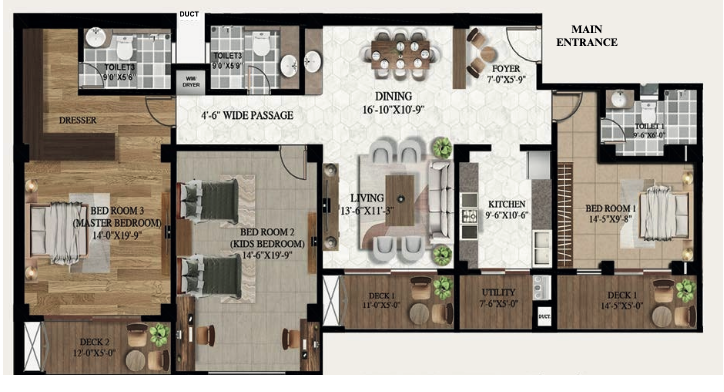 DUCT
MAIN
ENTRANCE
TOILET3
9'0"X5'6"
TOILET3
9'0"X5'9"
FOYER
7'-0"X5'-9"
WM/
DRYER
DINING
16'-10"X10'-9"
4'-6" WIDE PASSAGE
DRESSER
TOILET 1
9'-6"X6'-0"
LIVING
13'-6"X11'-3"
KITCHEN
9'-6"X10'-6"
BED ROOM 1
14'-5"X9'-8"
BED ROOM 3
(MASTER BEDROOM)
14'-0"X19'-9"
BED ROOM 2
(KIDS BEDROOM)
14'-6"X19'-9"
DECK 1
11'-0"X5'-0"
UTILITY
7'-6"X5'-0"
DUCT
DECK 1
14'-5"X5'-0"
DECK 2
12'-0"X5'-0"